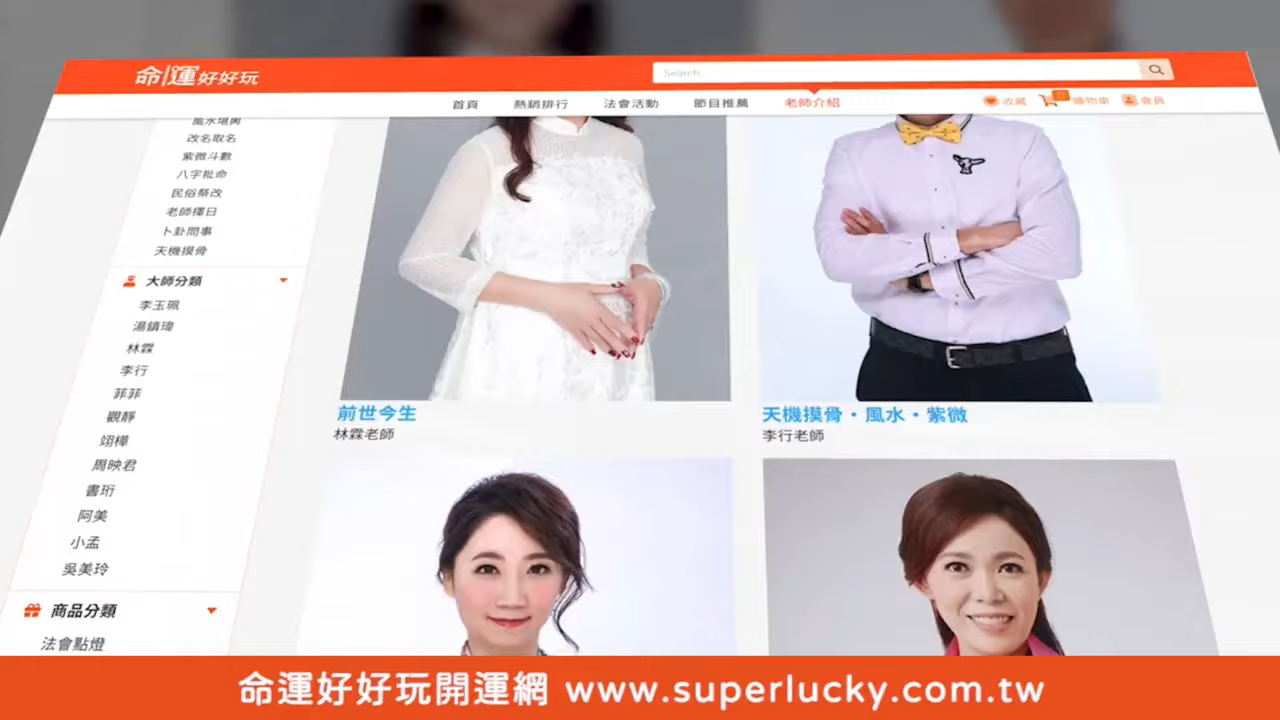 命運好好玩
Search...
首頁 熱銷排行 法會活動 節目推薦 老師介紹 收藏 購物車 會員
風水堪輿
改名取名
紫微斗數
八字批命
民俗祭改
老師擇日
卜卦問事
天機摸骨
大師分類
李玉珮
湯鎮瑋
林霖
李行
菲菲
觀靜
翊樺
周映君
書珩
阿美
小孟
吳美玲
商品分類
法會點燈
前世今生
林霖老師
天機摸骰・風水・紫微
李行老師
命運好好玩開運網 www.superlucky.com.tw